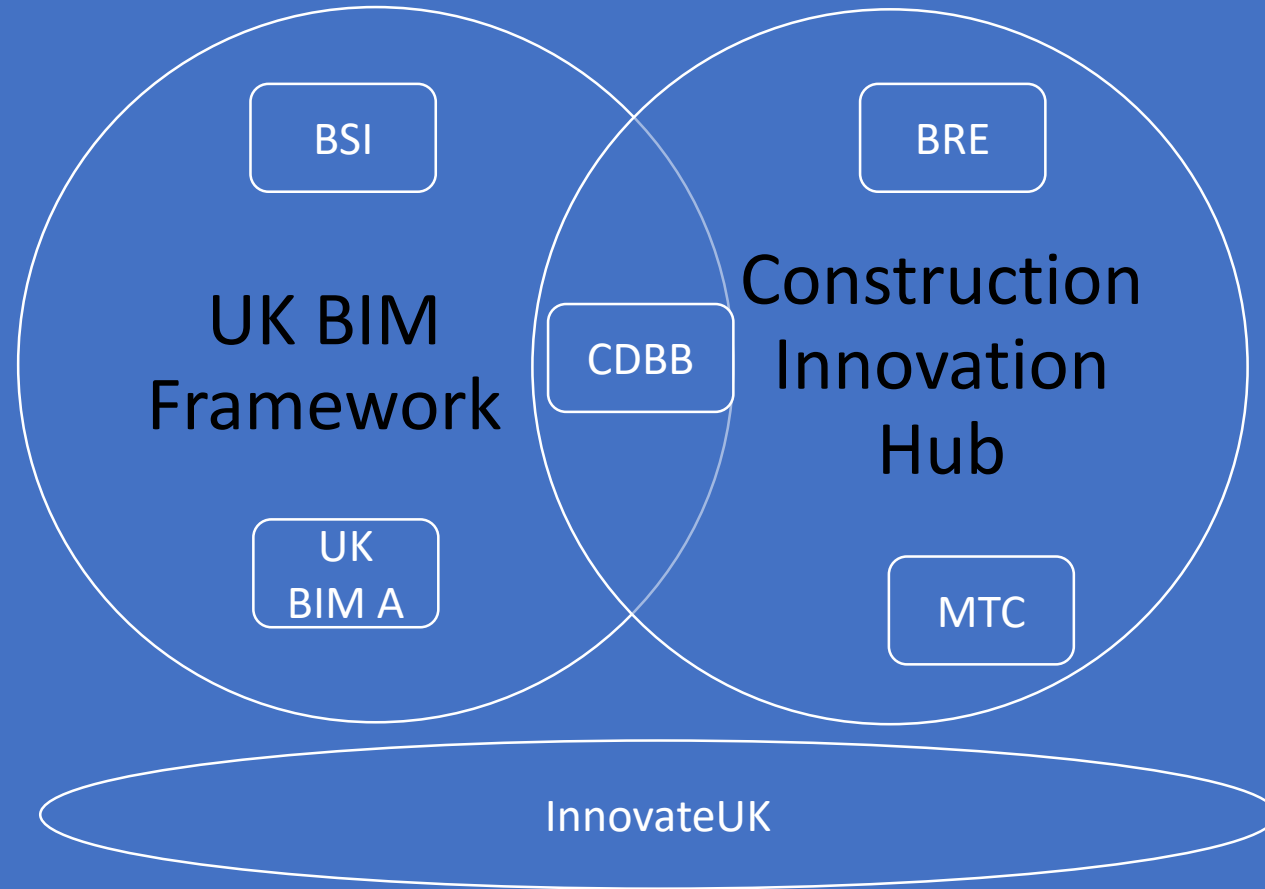 BSI
BRE
UK BIM
Framework
CDBB
Construction
Innovation
Hub
UK
BIM A
MTC
InnovateUK